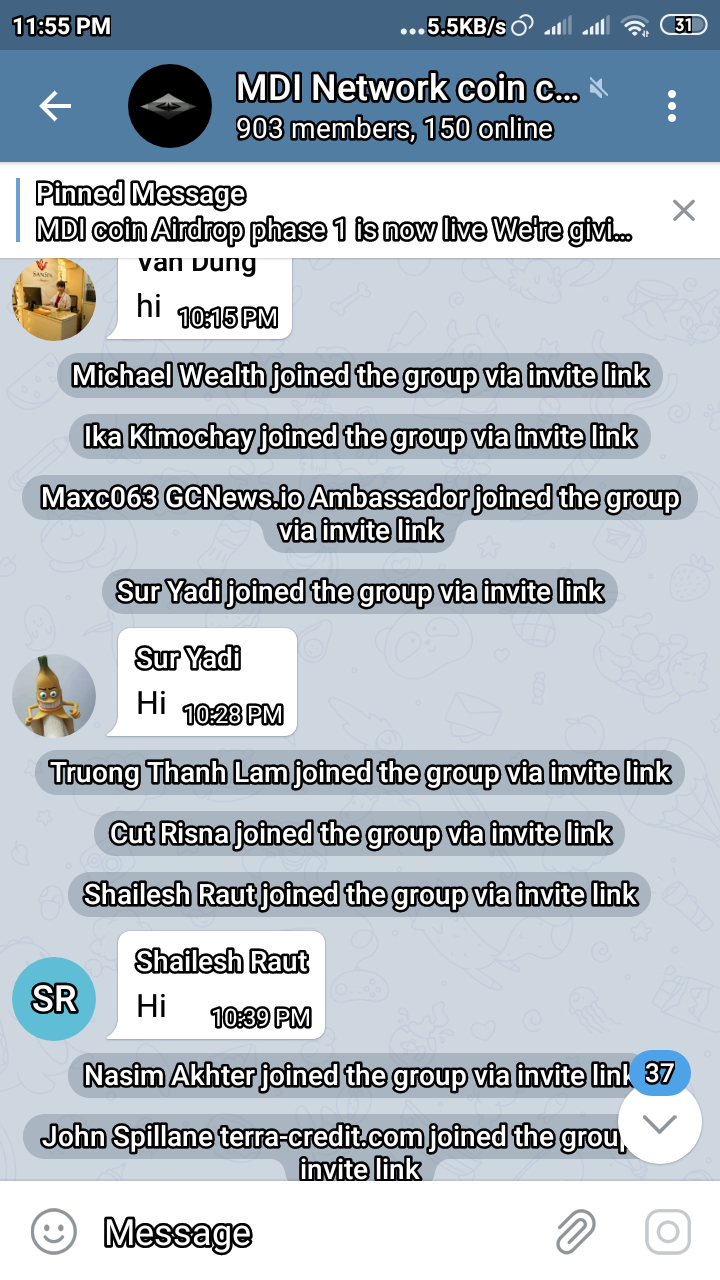 11:55 PM
...5.5KB/s
31
MDI Network coin c...
903 members, 150 online
Pinned Message
MDI coin Airdrop phase 1 is now live We're givi...
Van Dung
hi 10:15 PM
Michael Wealth joined the group via invite link
Ika Kimochay joined the group via invite link
Maxc063 GCNews.io Ambassador joined the group
via invite link
Sur Yadi joined the group via invite link
Sur Yadi
Hi 10:28 PM
Truong Thanh Lam joined the group via invite link
Cut Risna joined the group via invite link
Shailesh Raut joined the group via invite link
SR
Shailesh Raut
Hi 10:39 PM
Nasim Akhter joined the group via invite link
37
John Spillane terra-credit.com joined the group
invite link
Message